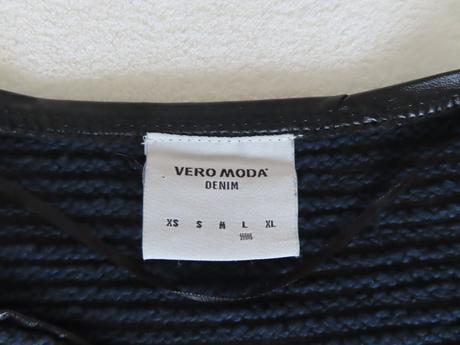 VERO MODA®
DENIM
XS S M L XL